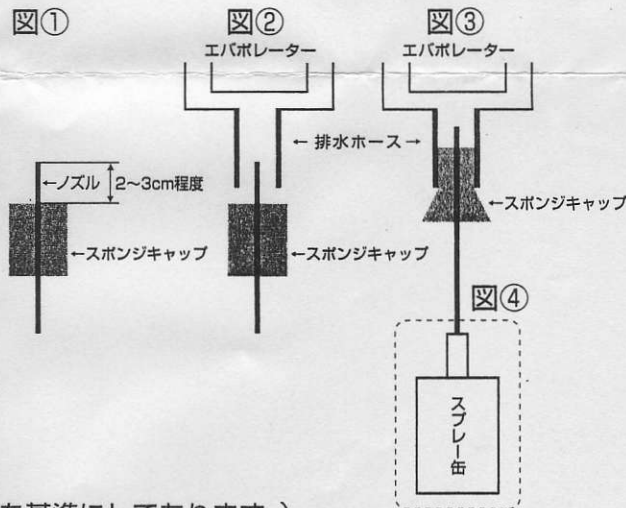 図①
図②
図③
エバポレーター
エバポレーター
← 排水ホース →
←ノズル
2~3cm程度
←スポンジキャップ
←スポンジキャップ
←スポンジキャップ
図④
スプレー缶
基準にしております。)